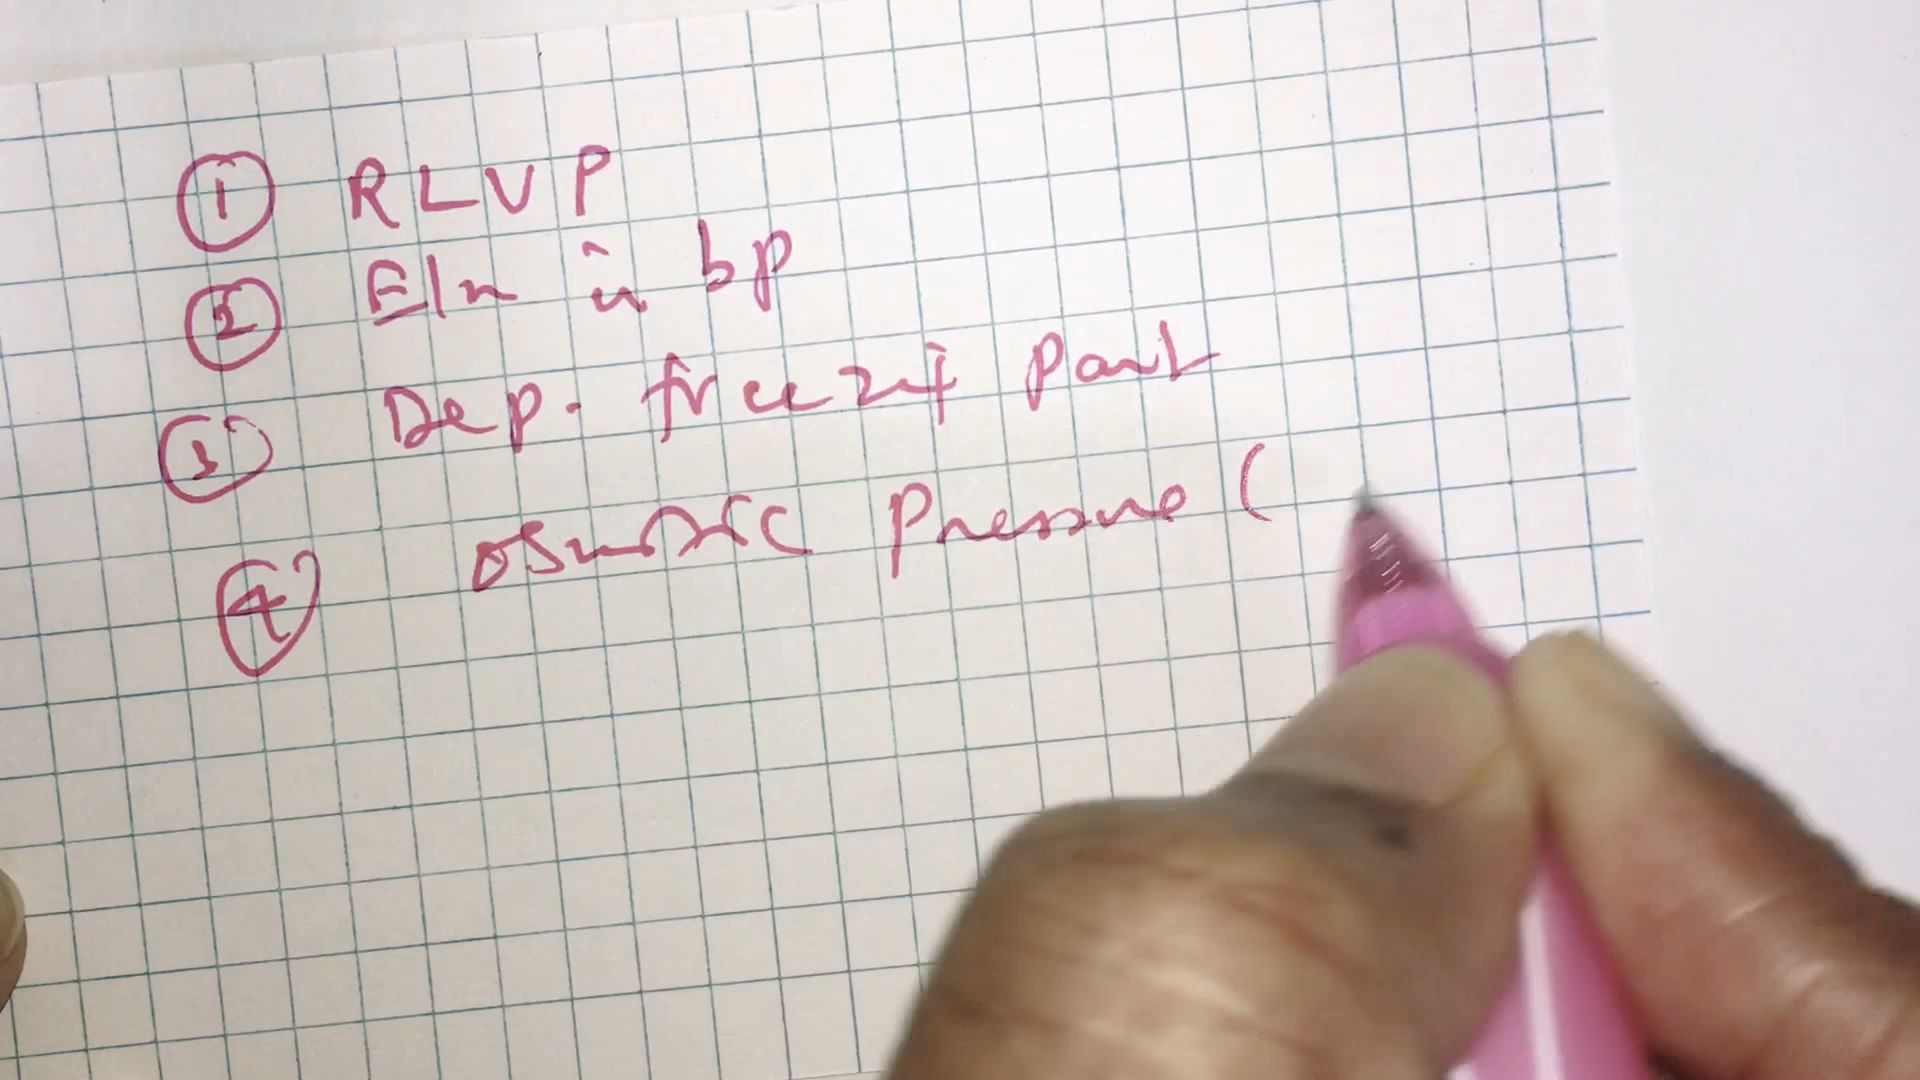 ① RLVP
② Eln in bp
③ Dep. freezing point
④ osmotic pressure (